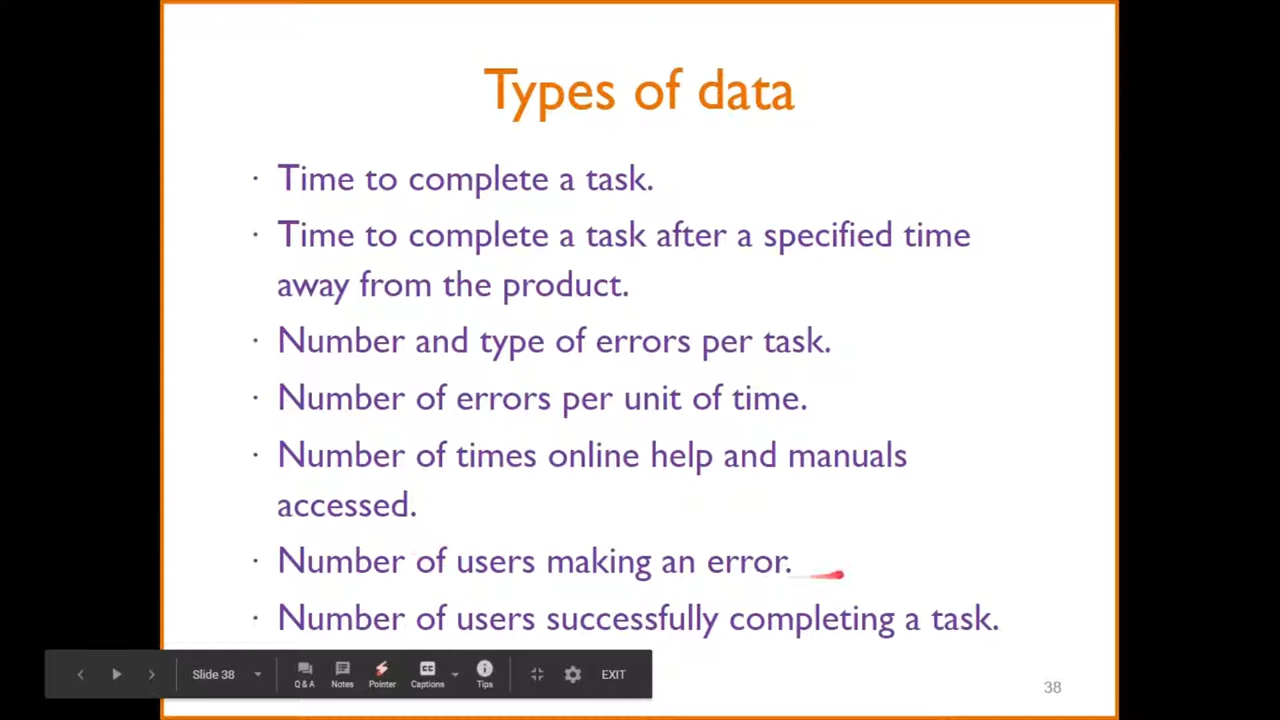 Types of data
· Time to complete a task.
· Time to complete a task after a specified time
away from the product.
· Number and type of errors per task.
· Number of errors per unit of time.
· Number of times online help and manuals
accessed.
· Number of users making an error.
· Number of users successfully completing a task.
Slide 38
Q & A
Notes
Pointer
CC
Captions
Tips
EXIT
38